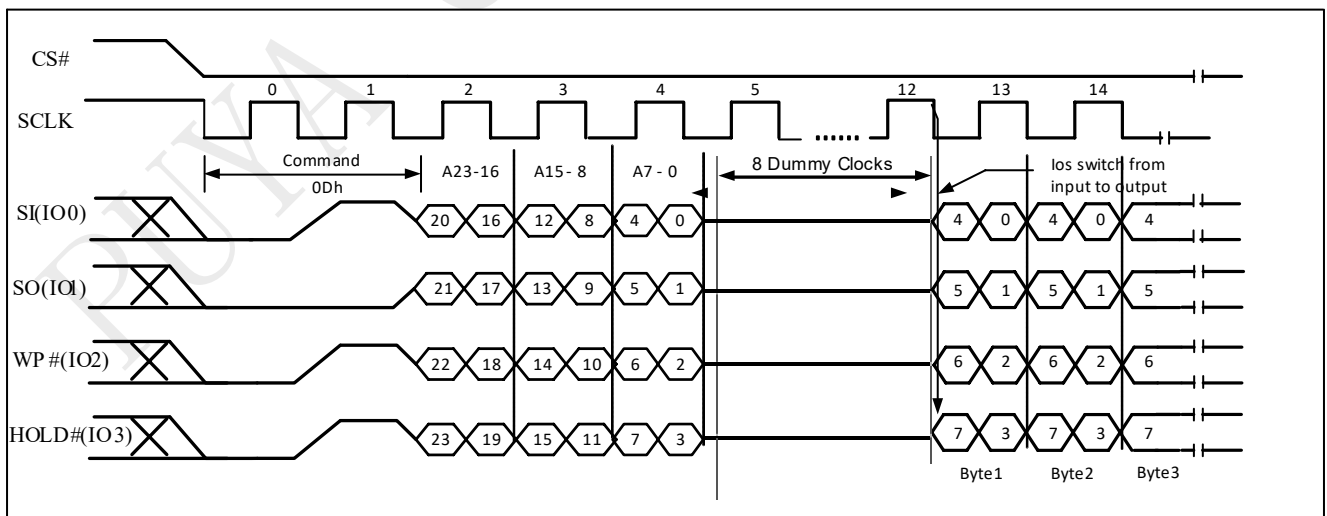 PUYA
CS#
0 1 2 3 4 5 12 13 14
SCLK
......
Command A23-16 A15-8 A7-0 8 Dummy Clocks Ios switch from
0Dh input to output
SI(IO0) 20 16 12 8 4 0 4 0 4 0 4
SO(IO1) 21 17 13 9 5 1 5 1 5 1 5
WP#(IO2) 22 18 14 10 6 2 6 2 6 2 6
HOLD#(IO3) 23 19 15 11 7 3 7 3 7 3 7
Byte1 Byte2 Byte3